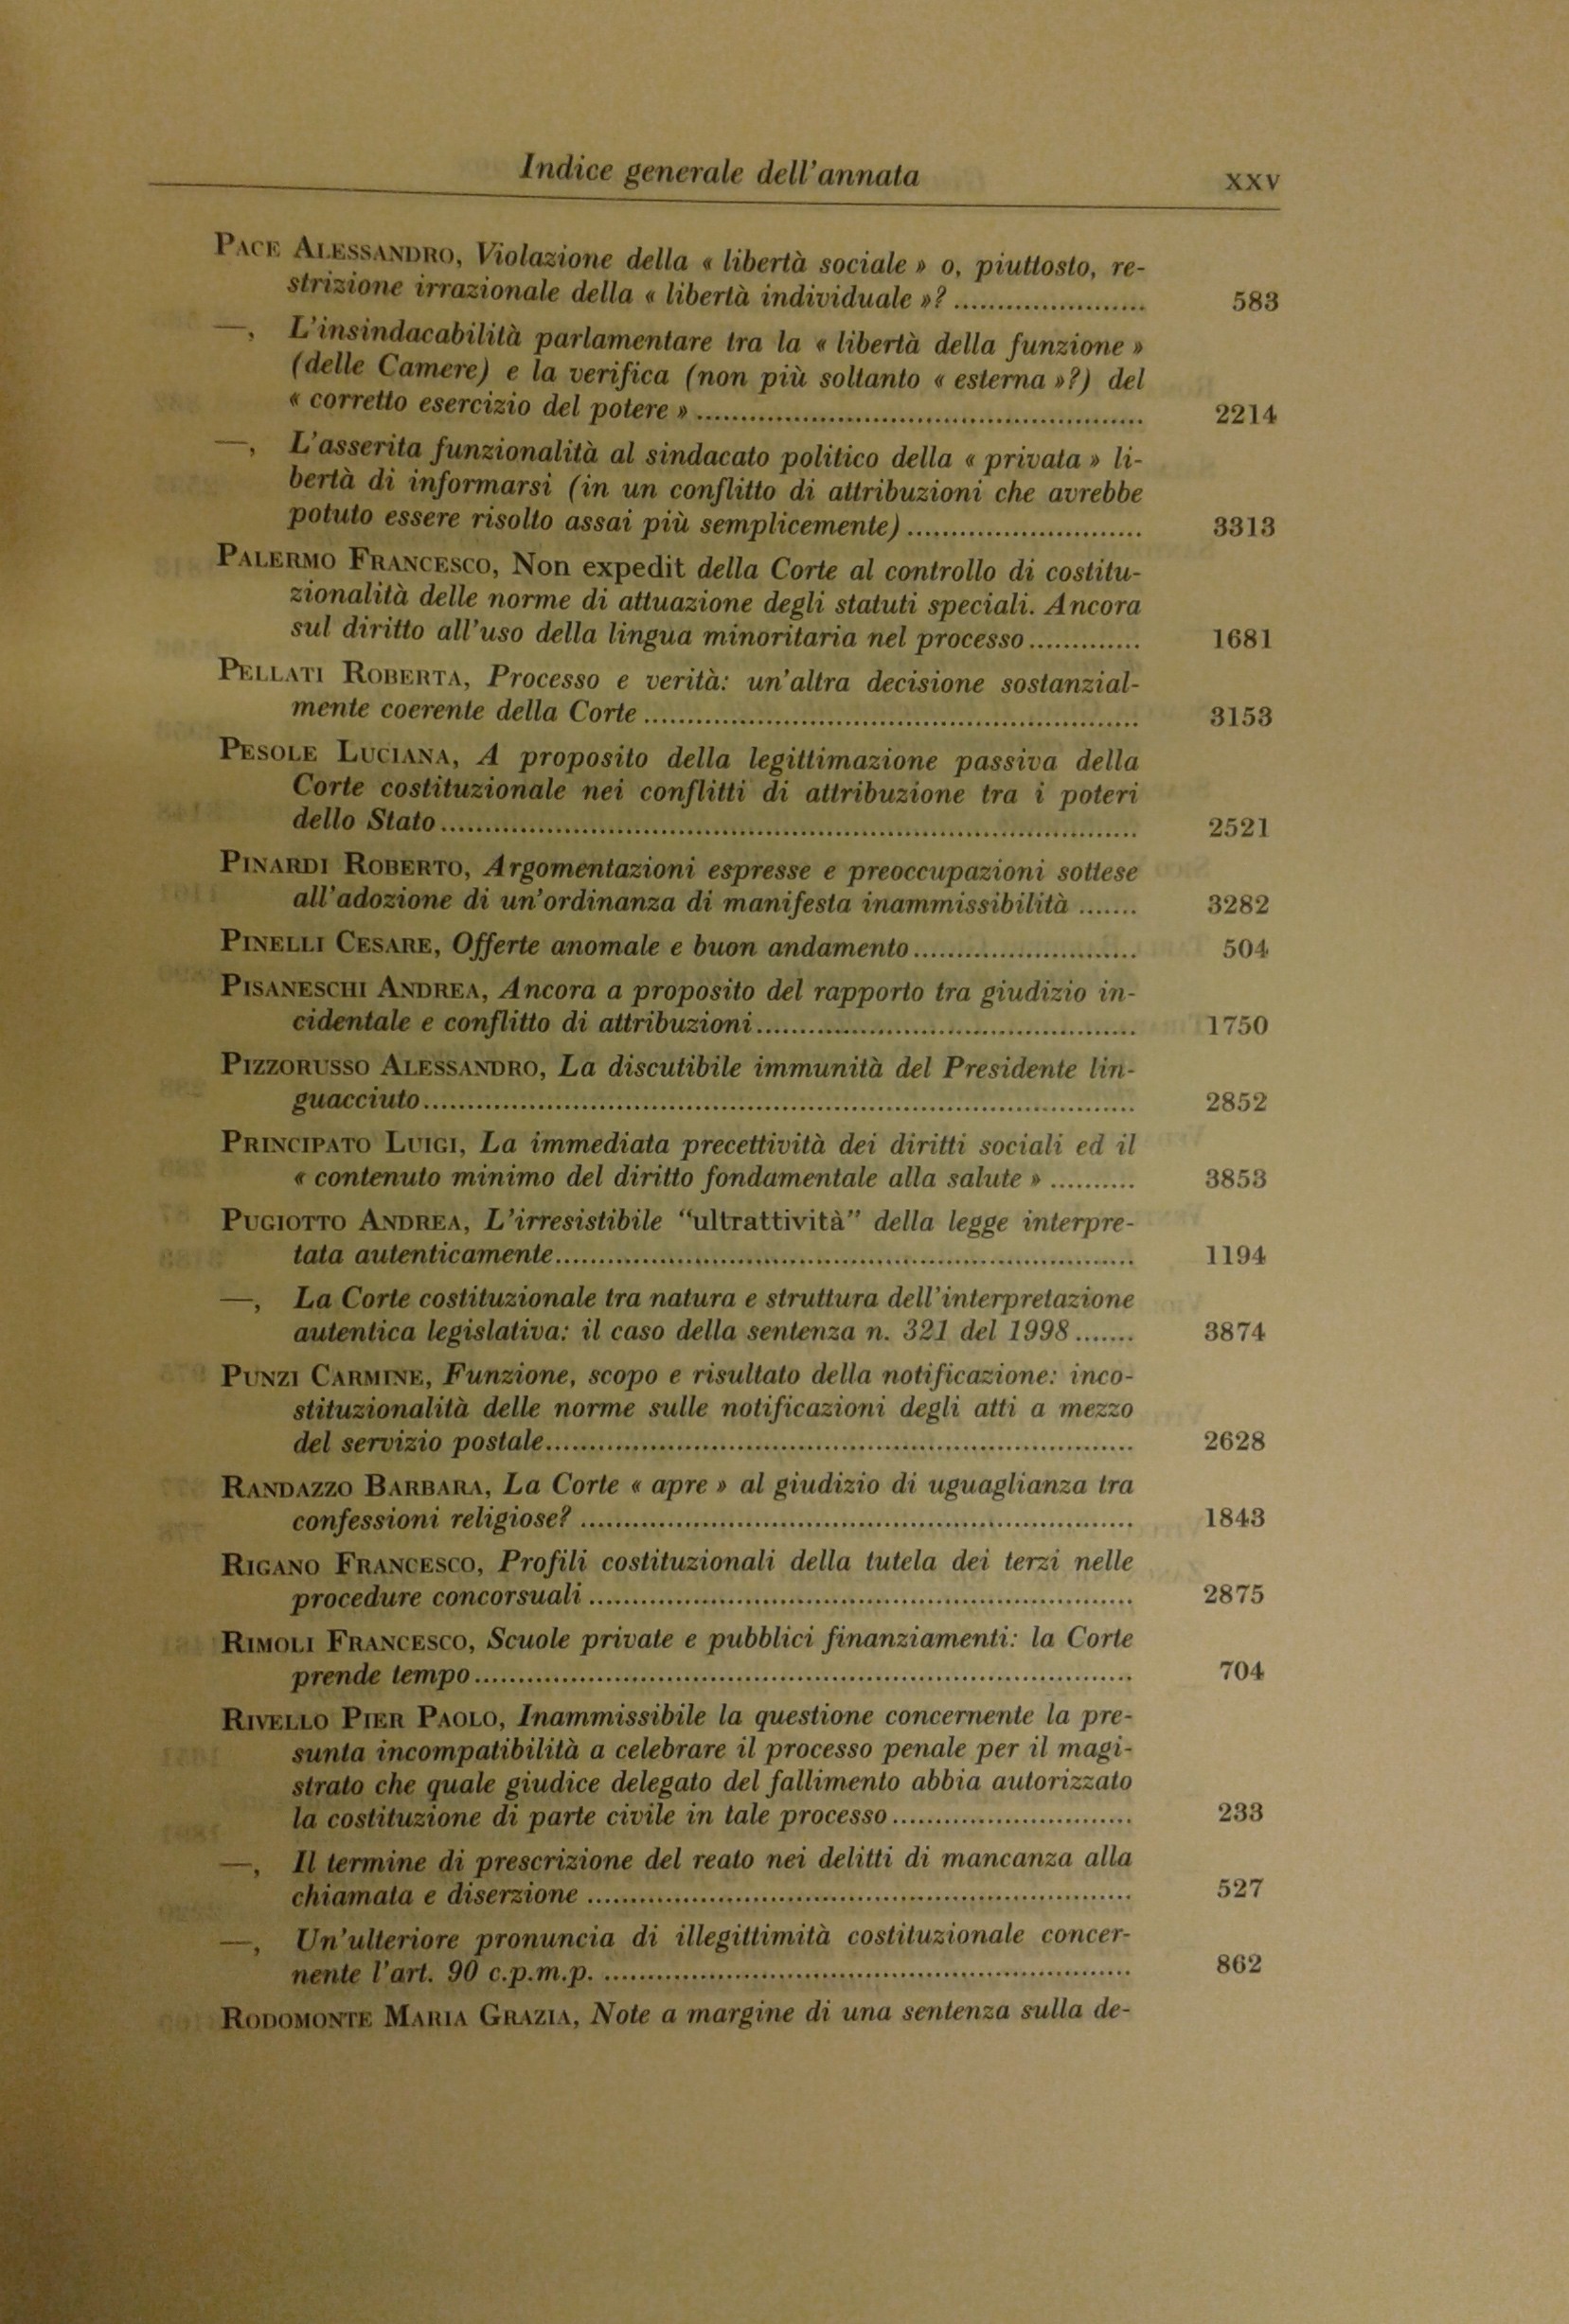 Indice generale dell'annata XXV
PACE ALESSANDRO, Violazione della « libertà sociale » o, piuttosto, re-
strizione irrazionale della « libertà individuale »? ...................... 583
—, L'insindacabilità parlamentare tra la « libertà della funzione »
(delle Camere) e la verifica (non più soltanto « esterna »?) del
« corretto esercizio del potere » .................................................. 2214
—, L'asserita funzionalità al sindacato politico della « privata » li-
bertà di informarsi (in un conflitto di attribuzioni che avrebbe
potuto essere risolto assai più semplicemente) ........................... 3313
PALERMO FRANCESCO, Non expedit della Corte al controllo di costitu-
zionalità delle norme di attuazione degli statuti speciali. Ancora
sul diritto all'uso della lingua minoritaria nel processo ............. 1681
PELLATI ROBERTA, Processo e verità: un'altra decisione sostanzial-
mente coerente della Corte ......................................................... 3153
PESOLE LUCIANA, A proposito della legittimazione passiva della
Corte costituzionale nei conflitti di attribuzione tra i poteri
dello Stato ................................................................................ 2521
PINARDI ROBERTO, Argomentazioni espresse e preoccupazioni sottese
all'adozione di un'ordinanza di manifesta inammissibilità ....... 3282
PINELLI CESARE, Offerte anomale e buon andamento .......................... 504
PISANESCHI ANDREA, Ancora a proposito del rapporto tra giudizio in-
cidentale e conflitto di attribuzioni ............................................ 1750
PIZZORUSSO ALESSANDRO, La discutibile immunità del Presidente lin-
guacciuto .................................................................................. 2852
PRINCIPATO LUIGI, La immediata precettività dei diritti sociali ed il
« contenuto minimo del diritto fondamentale alla salute » .......... 3853
PUGIOTTO ANDREA, L'irresistibile “ultrattività” della legge interpre-
tata autenticamente ................................................................... 1194
—, La Corte costituzionale tra natura e struttura dell'interpretazione
autentica legislativa: il caso della sentenza n. 321 del 1998 ....... 3874
PUNZI CARMINE, Funzione, scopo e risultato della notificazione: inco-
stituzionalità delle norme sulle notificazioni degli atti a mezzo
del servizio postale .................................................................... 2628
RANDAZZO BARBARA, La Corte « apre » al giudizio di uguaglianza tra
confessioni religiose? ................................................................ 1843
RIGANO FRANCESCO, Profili costituzionali della tutela dei terzi nelle
procedure concorsuali ............................................................... 2875
RIMOLI FRANCESCO, Scuole private e pubblici finanziamenti: la Corte
prende tempo ............................................................................ 704
RIVELLO PIER PAOLO, Inammissibile la questione concernente la pre-
sunta incompatibilità a celebrare il processo penale per il magi-
strato che quale giudice delegato del fallimento abbia autorizzato
la costituzione di parte civile in tale processo ............................ 233
—, Il termine di prescrizione del reato nei delitti di mancanza alla
chiamata e diserzione ............................................................... 527
—, Un'ulteriore pronuncia di illegittimità costituzionale concer-
nente l'art. 90 c.p.m.p. ............................................................. 862
RODOMONTE MARIA GRAZIA, Note a margine di una sentenza sulla de-